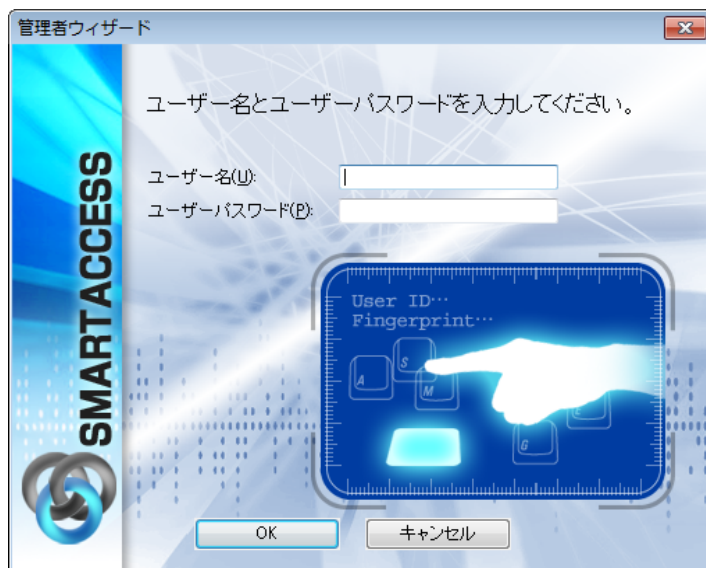 管理者ウィザード
SMARTACCESS
ユーザー名とユーザーパスワードを入力してください。
ユーザー名(U):
ユーザーパスワード(P):
User ID…
Fingerprint…
A
S
M
G
OK
キャンセル